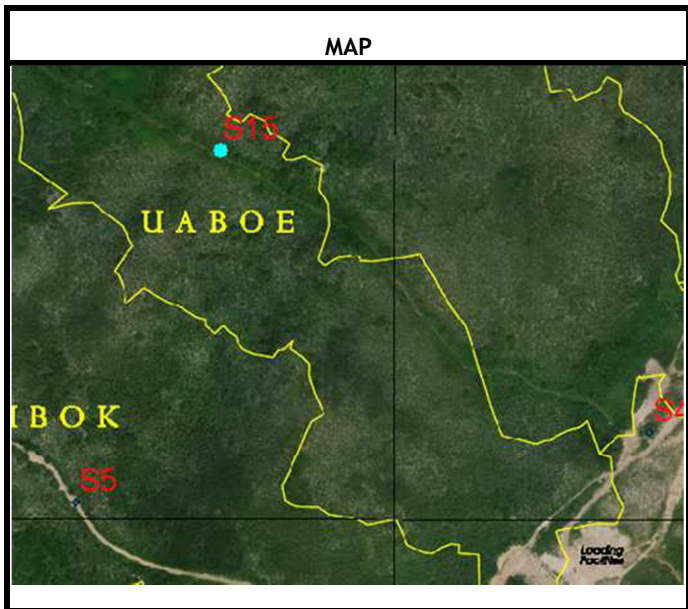 MAP
S15
UABOE
IBOK
S4
S5
Loading
Facilities